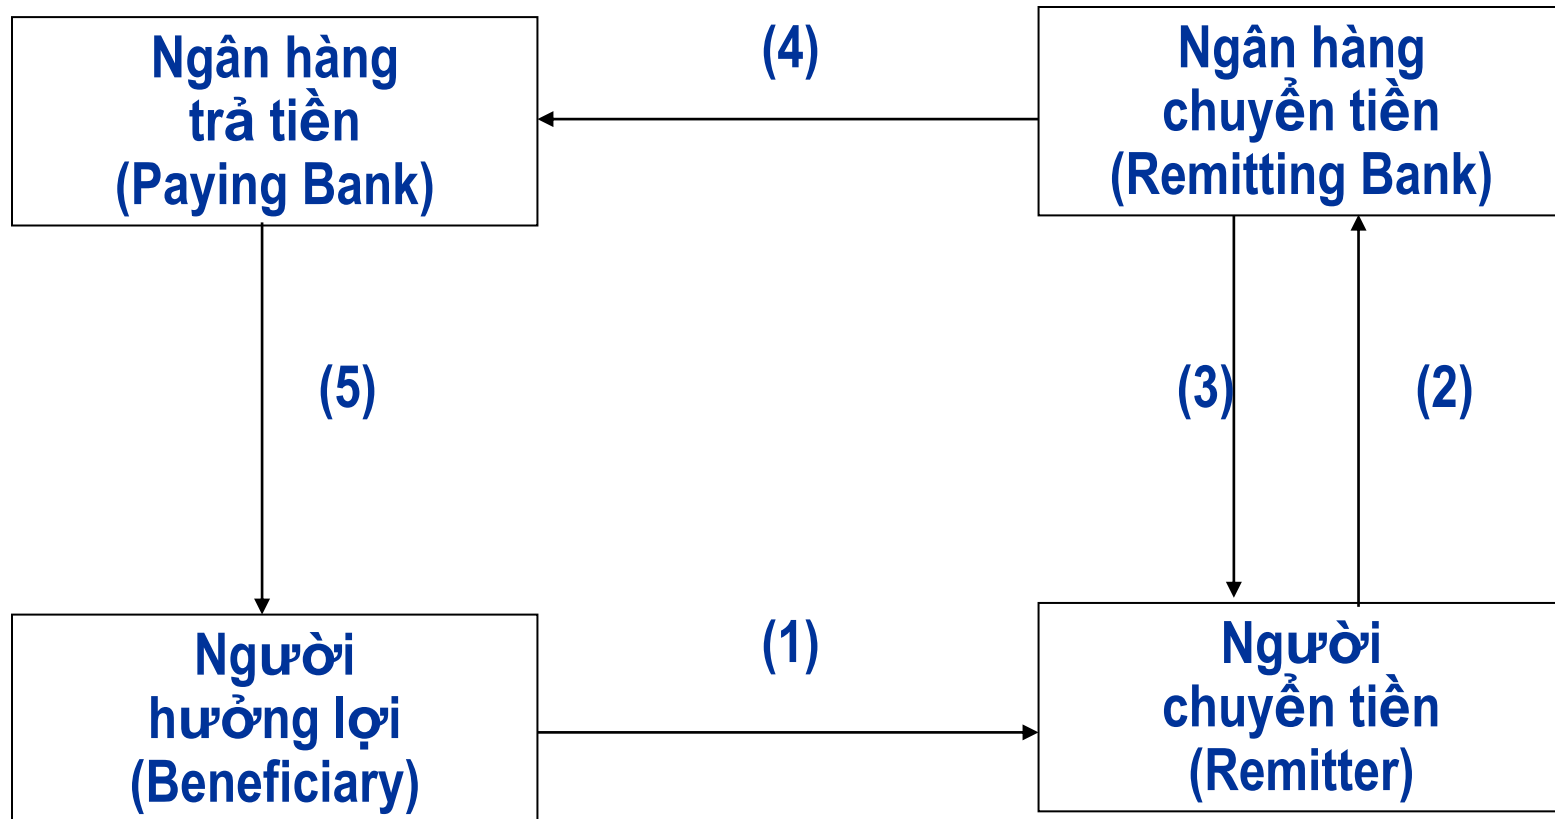 Ngân hàng
trả tiền
(Paying Bank)
(4)
Ngân hàng
chuyển tiền
(Remitting Bank)
(5)
(3)
(2)
Người
hưởng lợi
(Beneficiary)
(1)
Người
chuyển tiền
(Remitter)